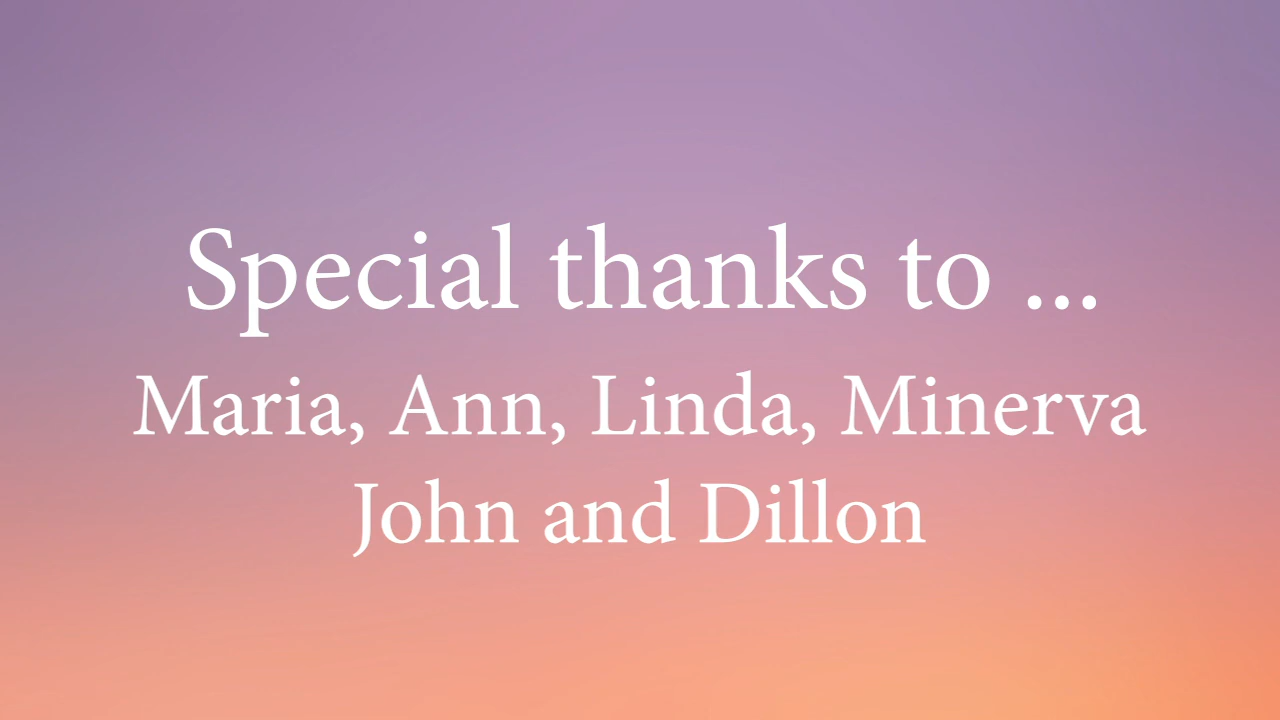 Special thanks to ...
Maria, Ann, Linda, Minerva
John and Dillon